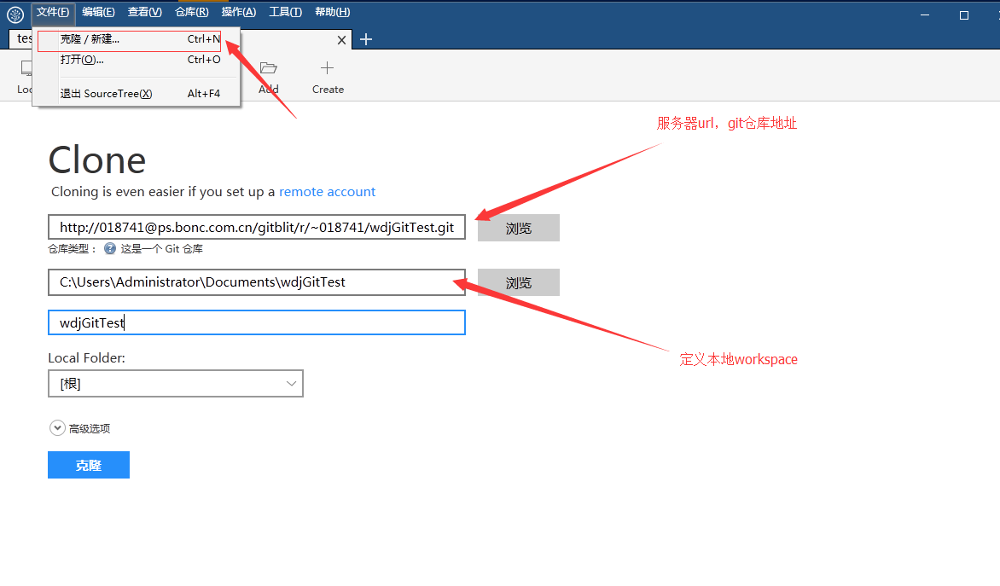 文件(F) 编辑(E) 查看(V) 仓库(R) 操作(A) 工具(T) 帮助(H)
克隆 / 新建... Ctrl+N
打开(O)... Ctrl+O
退出 SourceTree(X) Alt+F4
Add
Create
服务器url，git仓库地址
Clone
Cloning is even easier if you set up a remote account
http://018741@ps.bonc.com.cn/gitblit/r/~018741/wdjGitTest.git
浏览
仓库类型： ? 这是一个 Git 仓库
C:\Users\Administrator\Documents\wdjGitTest
浏览
wdjGitTest
定义本地workspace
Local Folder:
[根]
高级选项
克隆